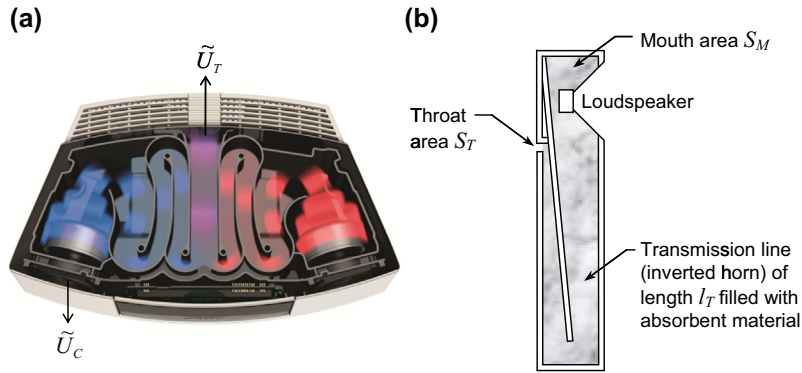 (a)
Ũ_T
Ũ_C
(b)
Mouth area S_M
Loudspeaker
Throat
area S_T
Transmission line
(inverted horn) of
length l_T filled with
absorbent material